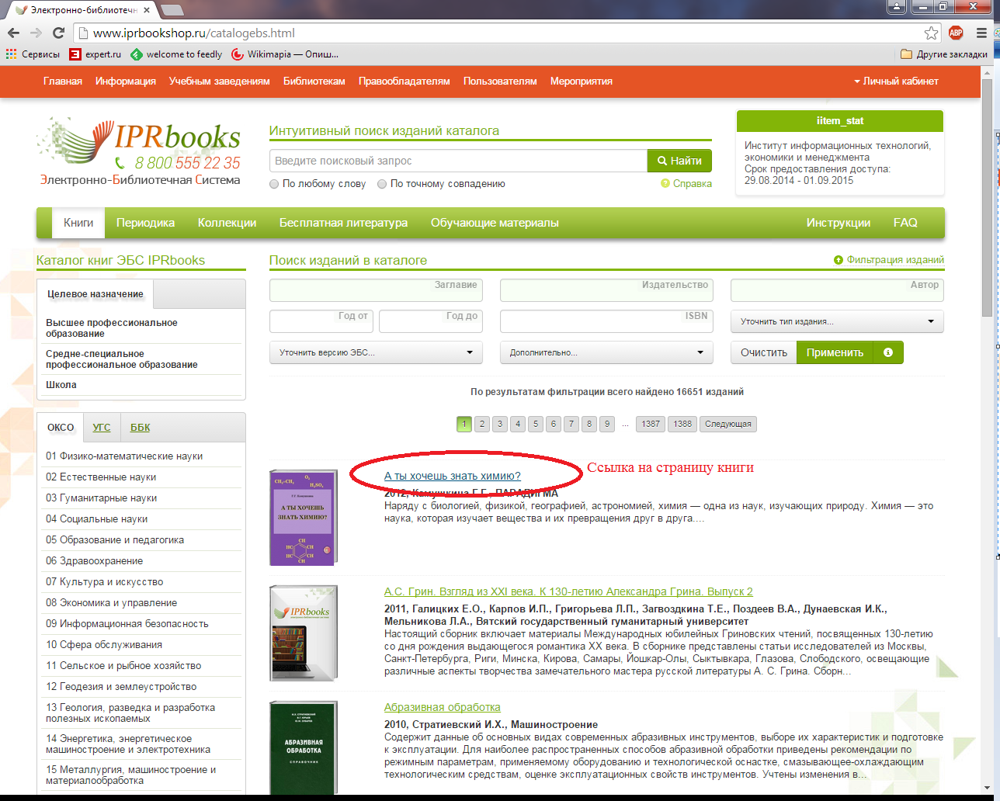 Электронно-библиотечн
www.iprbookshop.ru/catalogebs.html
ABP
Сервисы
expert.ru
welcome to feedly
Wikimapia — Опиш...
Другие закладки
Главная
Информация
Учебным заведениям
Библиотекам
Правообладателям
Пользователям
Мероприятия
Личный кабинет
IPRbooks
8 800 555 22 35
Электронно-Библиотечная Система
Интуитивный поиск изданий каталога
Введите поисковый запрос
Найти
По любому слову
По точному совпадению
Справка
iitem_stat
Институт информационных технологий,
экономики и менеджмента
Срок предоставления доступа:
29.08.2014 - 01.09.2015
Книги
Периодика
Коллекции
Бесплатная литература
Обучающие материалы
Инструкции
FAQ
Каталог книг ЭБС IPRbooks
Целевое назначение
Высшее профессиональное
образование
Средне-специальное
профессиональное образование
Школа
ОКСО
УГС
ББК
01 Физико-математические науки
02 Естественные науки
03 Гуманитарные науки
04 Социальные науки
05 Образование и педагогика
06 Здравоохранение
07 Культура и искусство
08 Экономика и управление
09 Информационная безопасность
10 Сфера обслуживания
11 Сельское и рыбное хозяйство
12 Геодезия и землеустройство
13 Геология, разведка и разработка
полезных ископаемых
14 Энергетика, энергетическое
машиностроение и электротехника
15 Металлургия, машиностроение и
материалообработка
Поиск изданий в каталоге
Фильтрация изданий
Заглавие
Издательство
Автор
Год от
Год до
ISBN
Уточнить тип издания...
Уточнить версию ЭБС...
Дополнительно...
Очистить
Применить
По результатам фильтрации всего найдено 16651 изданий
1 2 3 4 5 6 7 8 9 ... 1387 1388 Следующая
А ты хочешь знать химию?
Ссылка на страницу книги
2012, Камушкина Г.Г., ПАРАДИГМА
Наряду с биологией, физикой, географией, астрономией, химия — одна из наук, изучающих природу. Химия — это
наука, которая изучает вещества и их превращения друг в друга....
CH₃—CH₃
O₂
H₂SO₄
А ТЫ ХОЧЕШЬ
ЗНАТЬ ХИМИЮ?
CH
HC
CH
HC
CH
CH
А.С. Грин. Взгляд из XXI века. К 130-летию Александра Грина. Выпуск 2
2011, Галицких Е.О., Карпов И.П., Григорьева Л.П., Загвоздкина Т.Е., Поздеев В.А., Дунаевская И.К.,
Мельникова Л.А., Вятский государственный гуманитарный университет
Настоящий сборник включает материалы Международных юбилейных Гриновских чтений, посвященных 130-летию
со дня рождения выдающегося романтика XX века. В сборнике представлены статьи исследователей из Москвы,
Санкт-Петербурга, Риги, Минска, Кирова, Самары, Йошкар-Олы, Сыктывкара, Глазова, Слободского, освещающие
различные аспекты творчества замечательного мастера русской литературы А. С. Грина. Сборн...
IPRbooks
Абразивная обработка
2010, Стратиевский И.Х., Машиностроение
Содержит данные об основных видах современных абразивных инструментов, выборе их характеристик и подготовке
к эксплуатации. Для наиболее распространенных способов абразивной обработки приведены рекомендации по
режимным параметрам, применяемому оборудованию и технологической оснастке, смазывающее-охлаждающим
технологическим средствам, оценке эксплуатационных свойств инструментов. Учтены изменения в...
АБРАЗИВНАЯ
ОБРАБОТКА
СПРАВОЧНИК